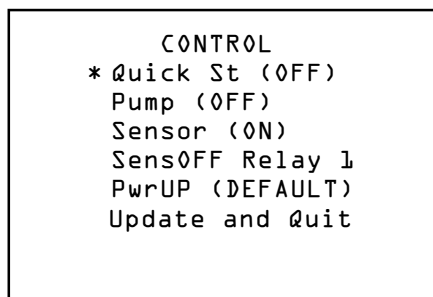 CONTROL
* Quick St (OFF)
Pump (OFF)
Sensor (ON)
SensOFF Relay 1
PwrUP (DEFAULT)
Update and Quit